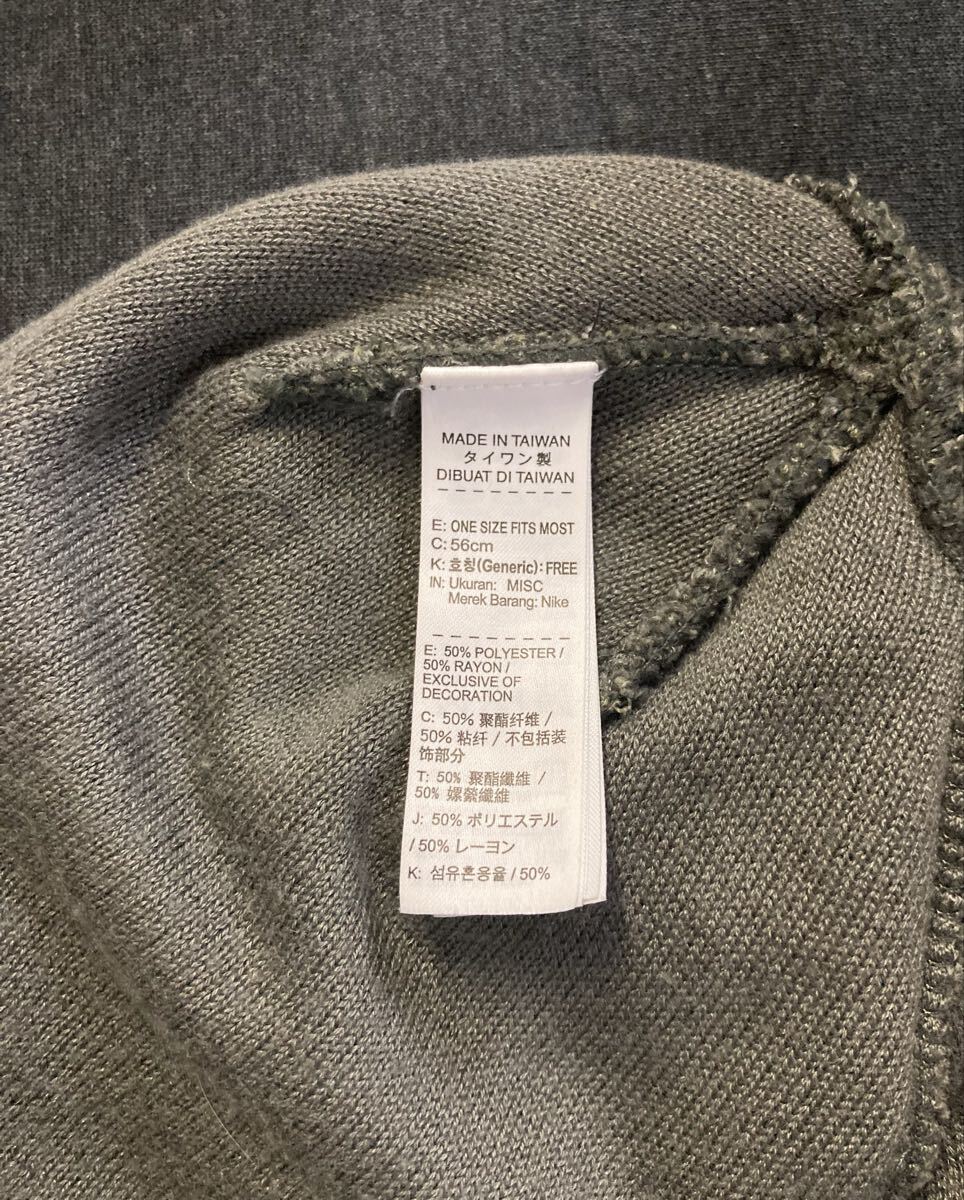 MADE IN TAIWAN
タイワン製
DIBUAT DI TAIWAN
E: ONE SIZE FITS MOST
C: 56cm
K: 호칭(Generic): FREE
IN: Ukuran: MISC
Merek Barang: Nike
E: 50% POLYESTER /
50% RAYON /
EXCLUSIVE OF
DECORATION
C: 50% 聚酯纤维 /
50% 粘纤 / 不包括装
饰部分
T: 50% 聚酯纖維 /
50% 嫘縈纖維
J: 50% ポリエステル
/ 50% レーヨン
K: 섬유혼용율 / 50%